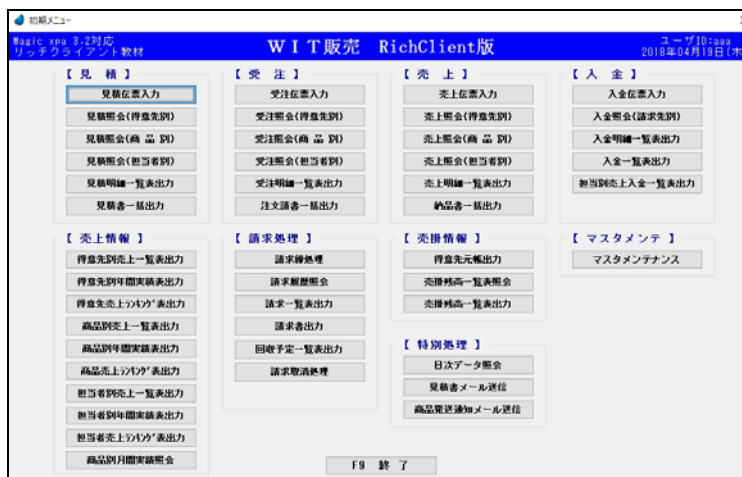 初期メニュー
Magic xpa 3.2対応
リッチクライアント教材
WIT販売 RichClient版
ユーザID:aaa
2018年04月19日(木
【 見 積 】
見積伝票入力
見積照会(得意先別)
見積照会(商 品 別)
見積照会(担当者別)
見積明細一覧表出力
見積書一括出力
【 受 注 】
受注伝票入力
受注照会(得意先別)
受注照会(商 品 別)
受注照会(担当者別)
受注明細一覧表出力
注文請書一括出力
【 売 上 】
売上伝票入力
売上照会(得意先別)
売上照会(商 品 別)
売上照会(担当者別)
売上明細一覧表出力
納品書一括出力
【 入 金 】
入金伝票入力
入金照会(請求先別)
入金明細一覧表出力
入金一覧表出力
担当別売上入金一覧表出力
【 売上情報 】
得意先別売上一覧表出力
得意先別年間実績表出力
得意先売上ランキング表出力
商品別売上一覧表出力
商品別年間実績表出力
商品売上ランキング表出力
担当者別売上一覧表出力
担当者別年間実績表出力
担当者売上ランキング表出力
商品別月間実績照会
【 請求処理 】
請求締処理
請求履歴照会
請求一覧表出力
請求書出力
回収予定一覧表出力
請求取消処理
【 売掛情報 】
得意先元帳出力
売掛残高一覧表照会
売掛残高一覧表出力
【 特別処理 】
日次データ照会
見積書メール送信
商品発送通知メール送信
【 マスタメンテ 】
マスタメンテナンス
F9 終 了